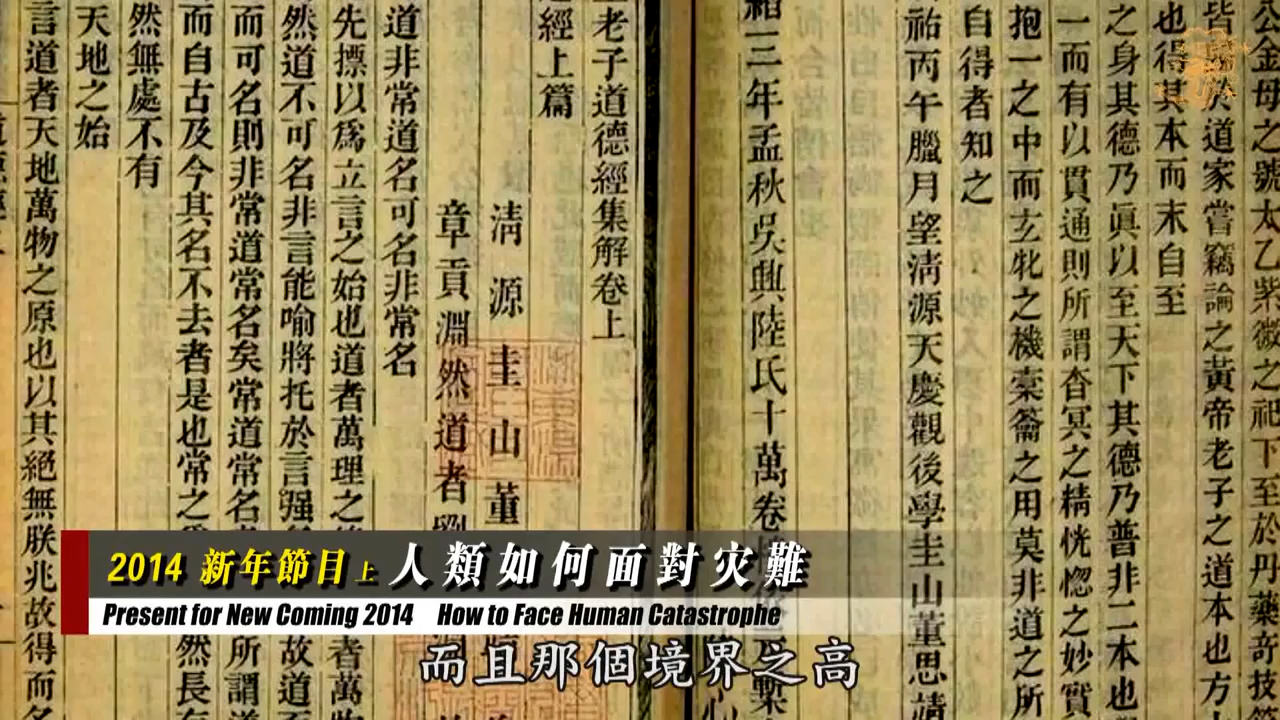 公金母之號太乙紫微之祀下至於丹藥奇技
於道家嘗竊論之黃帝老子之道本也方
也得其本而末自至
之身其德乃眞以至天下其德乃普非二本也
一而有以貫通則所謂杳冥之精恍惚之妙實
抱一之中而玄牝之機橐籥之用莫非道之所
自得者知之
祐丙午臘月望淸源天慶觀後學圭山董思靖
三年孟秋吳興陸氏十萬卷
老子道德經集解卷上
經上篇
淸源圭山董
章貢淵然道者劉
道非常道名可名非常名
先摽以爲立言之始也道者萬理之
然道不可名非言能喻將托於言强
而可名則非常道常名矣常道常名
而自古及今其名不去者是也常之
然無處不有
天地之始
言道者天地萬物之原也以其絕無朕兆故得而名
2014 新年節目上 人類如何面對灾難
Present for New Coming 2014 How to Face Human Catastrophe
而且那個境界之高